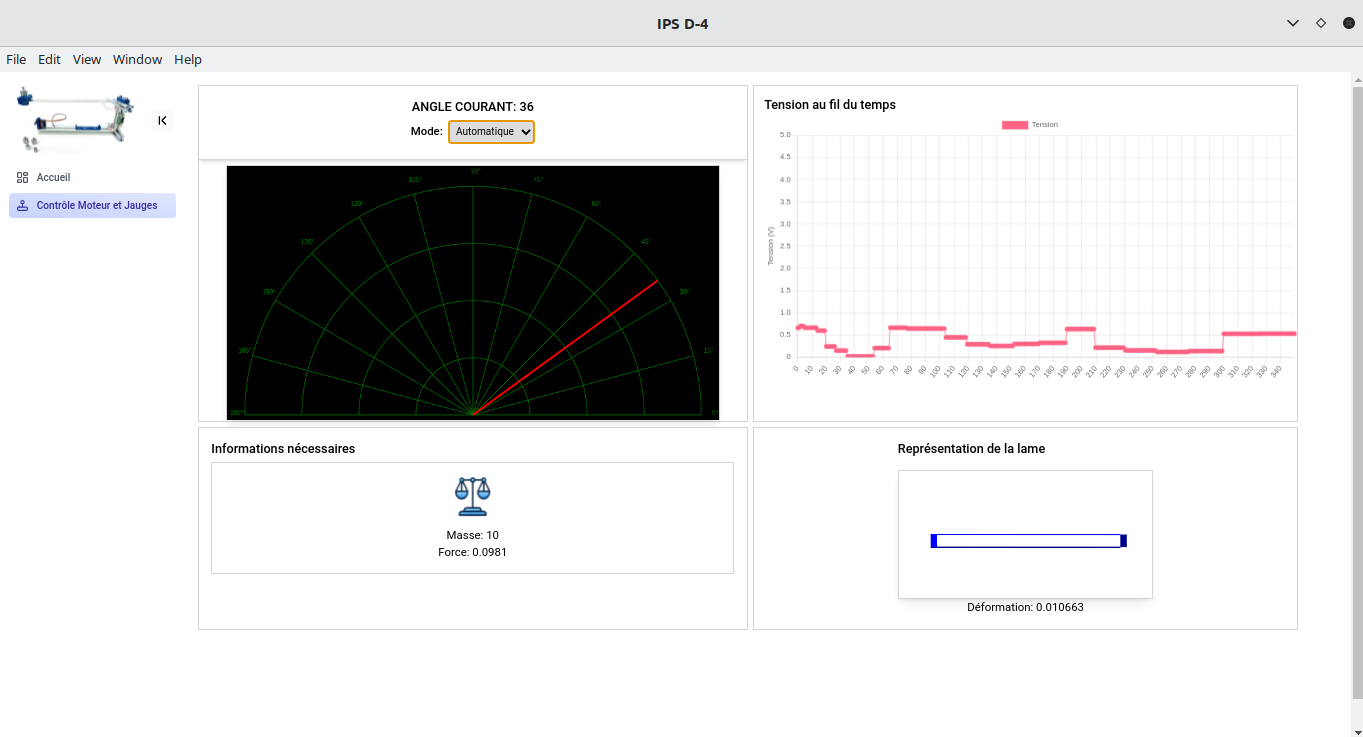 IPS D-4
File Edit View Window Help
Accueil
Contrôle Moteur et Jauges
ANGLE COURANT: 36
Mode: Automatique
90°
105° 75°
120° 60°
135° 45°
150° 30°
165° 15°
180° 0°
Tension au fil du temps
Tension
5.0
4.5
4.0
3.5
3.0
2.5
2.0
1.5
1.0
0.5
0
Tension (V)
0 10 20 30 40 50 60 70 80 90 100 110 120 130 140 150 160 170 180 190 200 210 220 230 240 250 260 270 280 290 300 310 320 330 340
Informations nécessaires
Masse: 10
Force: 0.0981
Représentation de la lame
Déformation: 0.010663